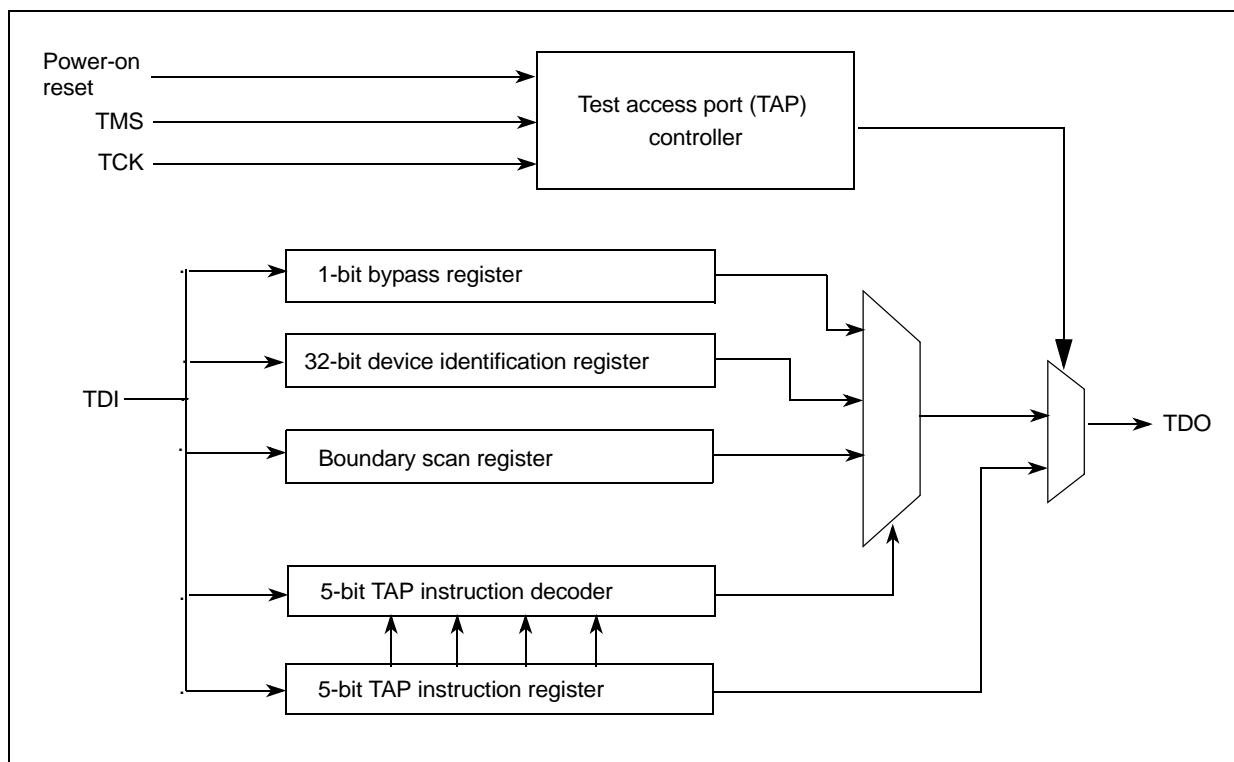 Power-on
reset
TMS
TCK
Test access port (TAP)
controller
1-bit bypass register
32-bit device identification register
TDI
Boundary scan register
TDO
5-bit TAP instruction decoder
5-bit TAP instruction register